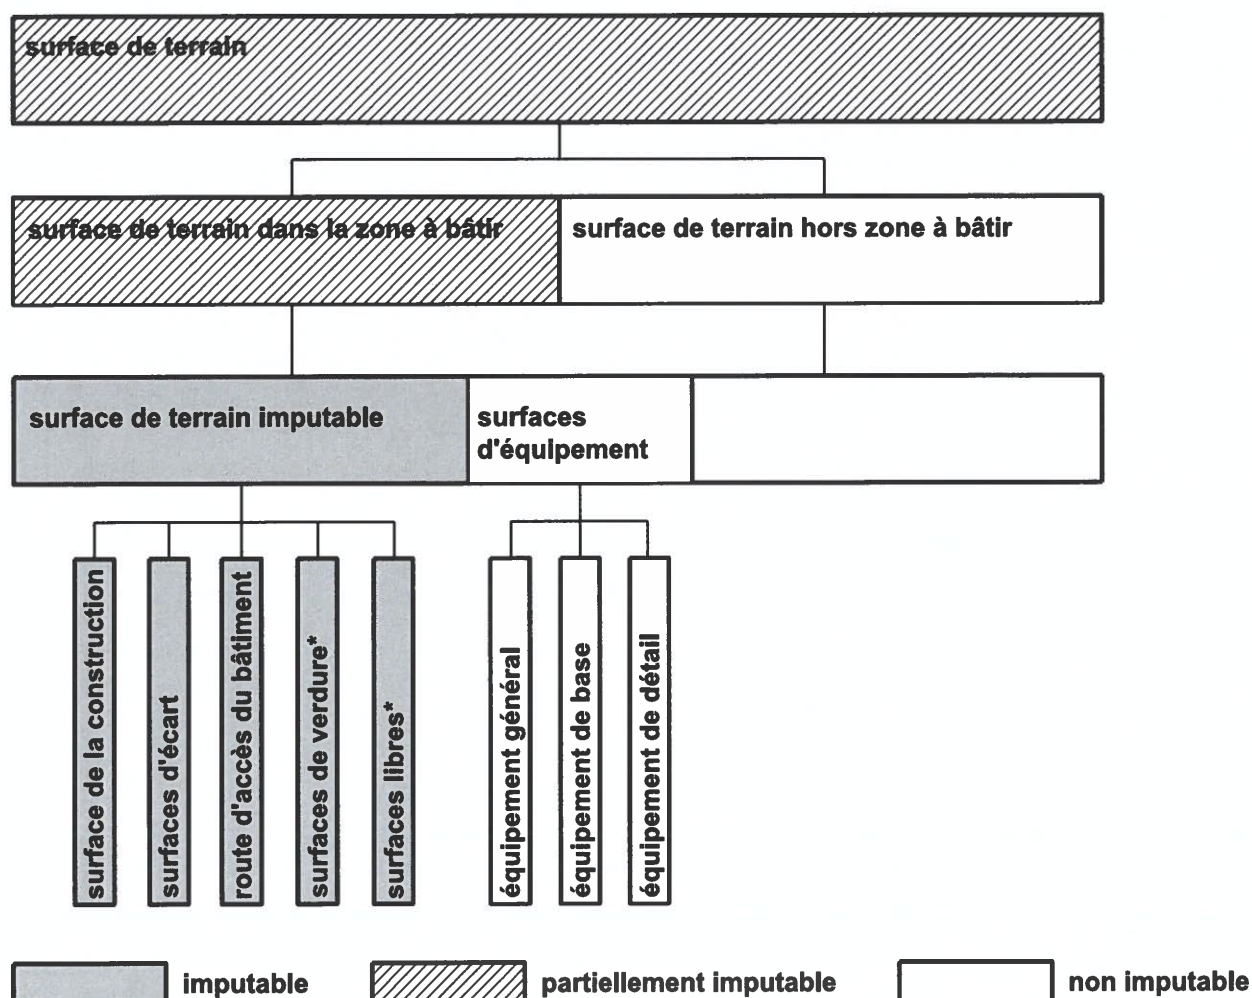 surface de terrain
surface de terrain dans la zone à bâtir
surface de terrain hors zone à bâtir
surface de terrain imputable
surfaces
d'équipement
surface de la construction
surfaces d'écart
route d'accès du bâtiment
surfaces de verdure*
surfaces libres*
équipement général
équipement de base
équipement de détail
imputable
partiellement imputable
non imputable